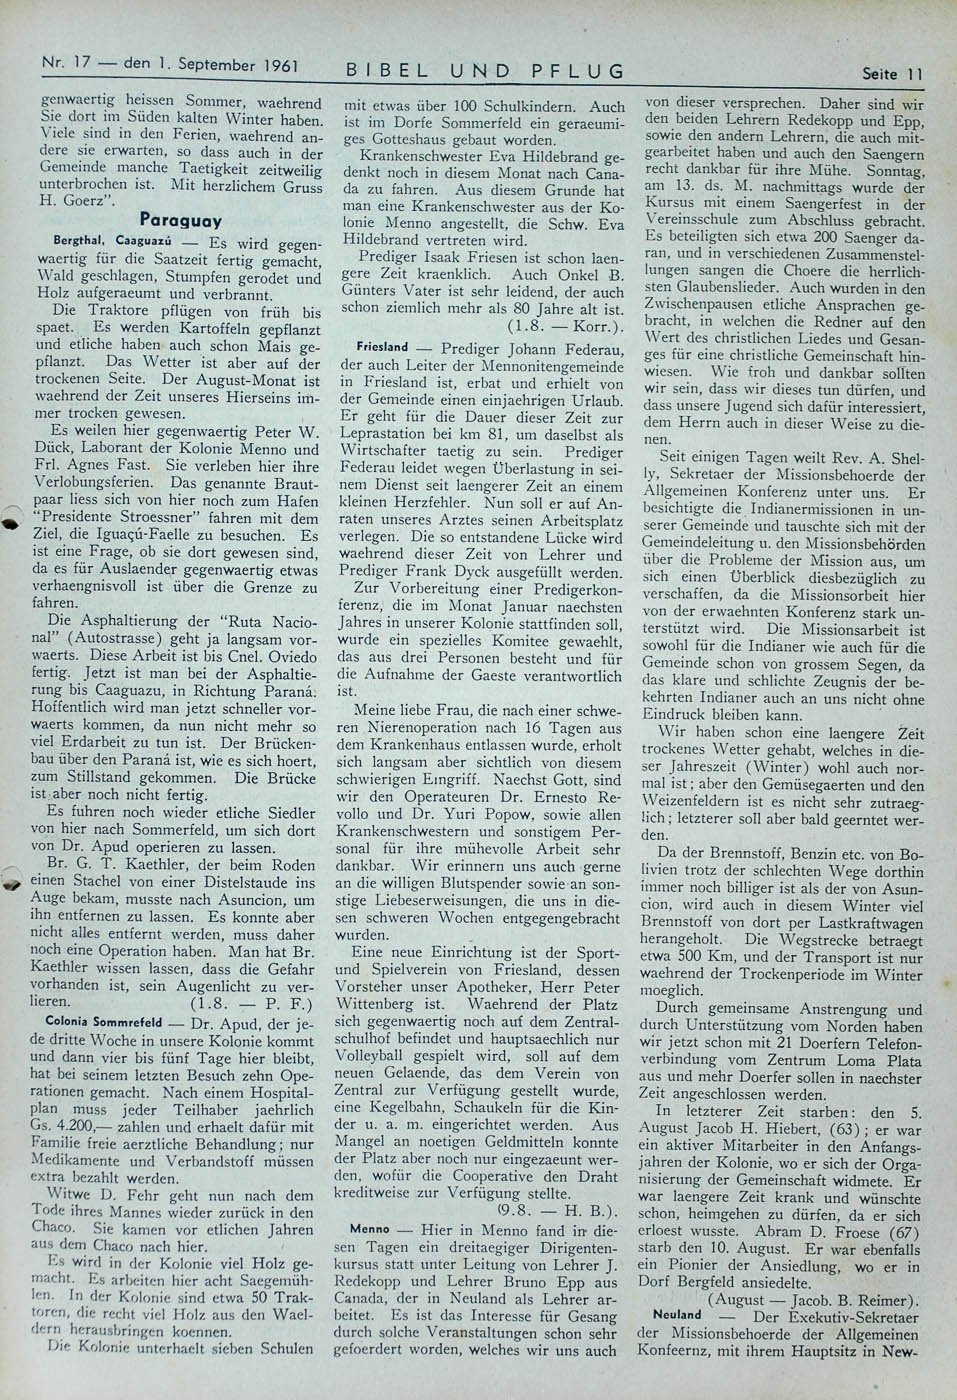 Nr. 17 — den 1. September 1961
BIBEL UND PFLUG
Seite 11
genwaertig heissen Sommer, waehrend
Sie dort im Süden kalten Winter haben.
Viele sind in den Ferien, waehrend an-
dere sie erwarten, so dass auch in der
Gemeinde manche Taetigkeit zeitweilig
unterbrochen ist. Mit herzlichem Gruss
H. Goerz”.
Paraguay
Bergthal, Caaguazú — Es wird gegen-
waertig für die Saatzeit fertig gemacht,
Wald geschlagen, Stumpfen gerodet und
Holz aufgeraeumt und verbrannt.
Die Traktore pflügen von früh bis
spaet. Es werden Kartoffeln gepflanzt
und etliche haben auch schon Mais ge-
pflanzt. Das Wetter ist aber auf der
trockenen Seite. Der August-Monat ist
waehrend der Zeit unseres Hierseins im-
mer trocken gewesen.
Es weilen hier gegenwaertig Peter W.
Dück, Laborant der Kolonie Menno und
Frl. Agnes Fast. Sie verleben hier ihre
Verlobungsferien. Das genannte Braut-
paar liess sich von hier noch zum Hafen
“Presidente Stroessner” fahren mit dem
Ziel, die Iguaçú-Faelle zu besuchen. Es
ist eine Frage, ob sie dort gewesen sind,
da es für Auslaender gegenwaertig etwas
verhaengnisvoll ist über die Grenze zu
fahren.
Die Asphaltierung der “Ruta Nacio-
nal” (Autostrasse) geht ja langsam vor-
waerts. Diese Arbeit ist bis Cnel. Oviedo
fertig. Jetzt ist man bei der Asphaltie-
rung bis Caaguazu, in Richtung Paraná.
Hoffentlich wird man jetzt schneller vor-
waerts kommen, da nun nicht mehr so
viel Erdarbeit zu tun ist. Der Brücken-
bau über den Paraná ist, wie es sich hoert,
zum Stillstand gekommen. Die Brücke
ist aber noch nicht fertig.
Es fuhren noch wieder etliche Siedler
von hier nach Sommerfeld, um sich dort
von Dr. Apud operieren zu lassen.
Br. G. T. Kaethler, der beim Roden
einen Stachel von einer Distelstaude ins
Auge bekam, musste nach Asuncion, um
ihn entfernen zu lassen. Es konnte aber
nicht alles entfernt werden, muss daher
noch eine Operation haben. Man hat Br.
Kaethler wissen lassen, dass die Gefahr
vorhanden ist, sein Augenlicht zu ver-
lieren. (1.8. — P. F.)
Colonia Sommrefeld — Dr. Apud, der je-
de dritte Woche in unsere Kolonie kommt
und dann vier bis fünf Tage hier bleibt,
hat bei seinem letzten Besuch zehn Ope-
rationen gemacht. Nach einem Hospital-
plan muss jeder Teilhaber jaehrlich
Gs. 4.200,— zahlen und erhaelt dafür mit
Familie freie aerztliche Behandlung; nur
Medikamente und Verbandstoff müssen
extra bezahlt werden.
Witwe D. Fehr geht nun nach dem
Tode ihres Mannes wieder zurück in den
Chaco. Sie kamen vor etlichen Jahren
aus dem Chaco nach hier.
Es wird in der Kolonie viel Holz ge-
macht. Es arbeiten hier acht Saegemüh-
len. In der Kolonie sind etwa 50 Trak-
toren, die recht viel Holz aus den Wael-
dern herausbringen koennen.
Die Kolonie unterhaelt sieben Schulen
mit etwas über 100 Schulkindern. Auch
ist im Dorfe Sommerfeld ein geraeumi-
ges Gotteshaus gebaut worden.
Krankenschwester Eva Hildebrand ge-
denkt noch in diesem Monat nach Cana-
da zu fahren. Aus diesem Grunde hat
man eine Krankenschwester aus der Ko-
lonie Menno angestellt, die Schw. Eva
Hildebrand vertreten wird.
Prediger Isaak Friesen ist schon laen-
gere Zeit kraenklich. Auch Onkel B.
Günters Vater ist sehr leidend, der auch
schon ziemlich mehr als 80 Jahre alt ist.
(1.8. — Korr.).
Friesland — Prediger Johann Federau,
der auch Leiter der Mennonitengemeinde
in Friesland ist, erbat und erhielt von
der Gemeinde einen einjaehrigen Urlaub.
Er geht für die Dauer dieser Zeit zur
Leprastation bei km 81, um daselbst als
Wirtschafter taetig zu sein. Prediger
Federau leidet wegen Überlastung in sei-
nem Dienst seit laengerer Zeit an einem
kleinen Herzfehler. Nun soll er auf An-
raten unseres Arztes seinen Arbeitsplatz
verlegen. Die so entstandene Lücke wird
waehrend dieser Zeit von Lehrer und
Prediger Frank Dyck ausgefüllt werden.
Zur Vorbereitung einer Predigerkon-
ferenz, die im Monat Januar naechsten
Jahres in unserer Kolonie stattfinden soll,
wurde ein spezielles Komitee gewaehlt,
das aus drei Personen besteht und für
die Aufnahme der Gaeste verantwortlich
ist.
Meine liebe Frau, die nach einer schwe-
ren Nierenoperation nach 16 Tagen aus
dem Krankenhaus entlassen wurde, erholt
sich langsam aber sichtlich von diesem
schwierigen Eingriff. Naechst Gott, sind
wir den Operateuren Dr. Ernesto Re-
vollo und Dr. Yuri Popow, sowie allen
Krankenschwestern und sonstigem Per-
sonal für ihre mühevolle Arbeit sehr
dankbar. Wir erinnern uns auch gerne
an die willigen Blutspender sowie an son-
stige Liebeserweisungen, die uns in die-
sen schweren Wochen entgegengebracht
wurden.
Eine neue Einrichtung ist der Sport-
und Spielverein von Friesland, dessen
Vorsteher unser Apotheker, Herr Peter
Wittenberg ist. Waehrend der Platz
sich gegenwaertig noch auf dem Zentral-
schulhof befindet und hauptsaechlich nur
Volleyball gespielt wird, soll auf dem
neuen Gelaende, das dem Verein von
Zentral zur Verfügung gestellt wurde,
eine Kegelbahn, Schaukeln für die Kin-
der u. a. m. eingerichtet werden. Aus
Mangel an noetigen Geldmitteln konnte
der Platz aber noch nur eingezaeunt wer-
den, wofür die Cooperative den Draht
kreditweise zur Verfügung stellte.
(9.8. — H. B.).
Menno — Hier in Menno fand in die-
sen Tagen ein dreitaegiger Dirigenten-
kursus statt unter Leitung von Lehrer J.
Redekopp und Lehrer Bruno Epp aus
Canada, der in Neuland als Lehrer ar-
beitet. Es ist das Interesse für Gesang
durch solche Veranstaltungen schon sehr
gefoerdert worden, welches wir uns auch
von dieser versprechen. Daher sind wir
den beiden Lehrern Redekopp und Epp,
sowie den andern Lehrern, die auch mit-
gearbeitet haben und auch den Saengern
recht dankbar für ihre Mühe. Sonntag,
am 13. ds. M. nachmittags wurde der
Kursus mit einem Saengerfest in der
Vereinsschule zum Abschluss gebracht.
Es beteiligten sich etwa 200 Saenger da-
ran, und in verschiedenen Zusammenstel-
lungen sangen die Choere die herrlich-
sten Glaubenslieder. Auch wurden in den
Zwischenpausen etliche Ansprachen ge-
bracht, in welchen die Redner auf den
Wert des christlichen Liedes und Gesan-
ges für eine christliche Gemeinschaft hin-
wiesen. Wie froh und dankbar sollten
wir sein, dass wir dieses tun dürfen, und
dass unsere Jugend sich dafür interessiert,
dem Herrn auch in dieser Weise zu die-
nen.
Seit einigen Tagen weilt Rev. A. Shel-
ly, Sekretaer der Missionsbehoerde der
Allgemeinen Konferenz unter uns. Er
besichtigte die Indianermissionen in un-
serer Gemeinde und tauschte sich mit der
Gemeindeleitung u. den Missionsbehörden
über die Probleme der Mission aus, um
sich einen Überblick diesbezüglich zu
verschaffen, da die Missionsorbeit hier
von der erwaehnten Konferenz stark un-
terstützt wird. Die Missionsarbeit ist
sowohl für die Indianer wie auch für die
Gemeinde schon von grossem Segen, da
das klare und schlichte Zeugnis der be-
kehrten Indianer auch an uns nicht ohne
Eindruck bleiben kann.
Wir haben schon eine laengere Zeit
trockenes Wetter gehabt, welches in die-
ser Jahreszeit (Winter) wohl auch nor-
mal ist; aber den Gemüsegaerten und den
Weizenfeldern ist es nicht sehr zutraeg-
lich; letzterer soll aber bald geerntet wer-
den.
Da der Brennstoff, Benzin etc. von Bo-
livien trotz der schlechten Wege dorthin
immer noch billiger ist als der von Asun-
cion, wird auch in diesem Winter viel
Brennstoff von dort per Lastkraftwagen
herangeholt. Die Wegstrecke betraegt
etwa 500 Km, und der Transport ist nur
waehrend der Trockenperiode im Winter
moeglich.
Durch gemeinsame Anstrengung und
durch Unterstützung vom Norden haben
wir jetzt schon mit 21 Doerfern Telefon-
verbindung vom Zentrum Loma Plata
aus und mehr Doerfer sollen in naechster
Zeit angeschlossen werden.
In letzterer Zeit starben: den 5.
August Jacob H. Hiebert, (63); er war
ein aktiver Mitarbeiter in den Anfangs-
jahren der Kolonie, wo er sich der Orga-
nisierung der Gemeinschaft widmete. Er
war laengere Zeit krank und wünschte
schon, heimgehen zu dürfen, da er sich
erloest wusste. Abram D. Froese (67)
starb den 10. August. Er war ebenfalls
ein Pionier der Ansiedlung, wo er in
Dorf Bergfeld ansiedelte.
(August — Jacob. B. Reimer).
Neuland — Der Exekutiv-Sekretaer
der Missionsbehoerde der Allgemeinen
Konfeernz, mit ihrem Hauptsitz in New-